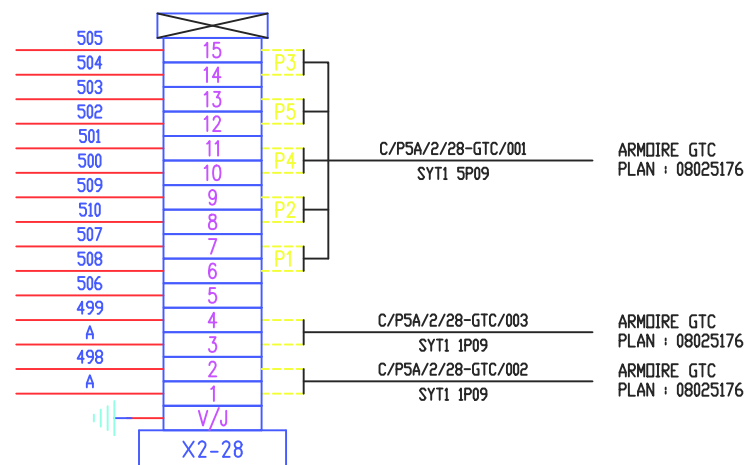 505
15
504
P3
14
503
13
502
P5
12
501
11
C/P5A/2/28-GTC/001
ARMOIRE GTC
500
P4
10
SYT1 5P09
PLAN : 08025176
509
9
510
P2
8
507
7
508
P1
6
506
5
499
4
C/P5A/2/28-GTC/003
ARMOIRE GTC
A
3
SYT1 1P09
PLAN : 08025176
498
2
C/P5A/2/28-GTC/002
ARMOIRE GTC
A
1
SYT1 1P09
PLAN : 08025176
V/J
X2-28